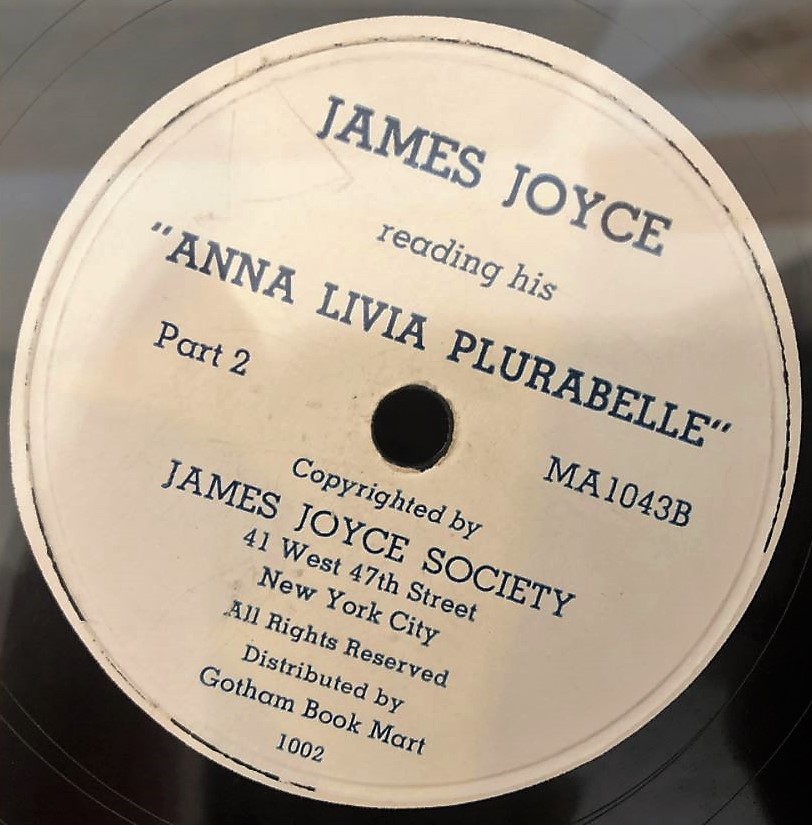 JAMES JOYCE
reading his
"ANNA LIVIA PLURABELLE"
Part 2
MA1043B
Copyrighted by
JAMES JOYCE SOCIETY
41 West 47th Street
New York City
All Rights Reserved
Distributed by
Gotham Book Mart
1002